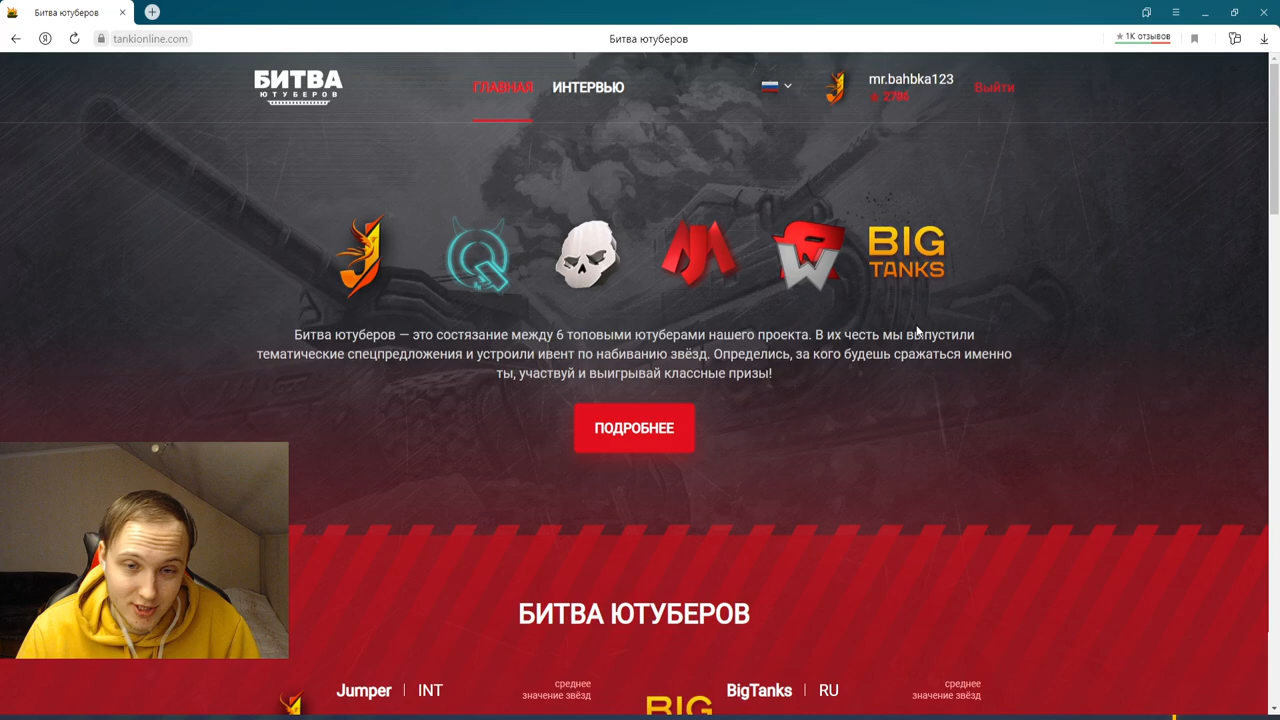 Битва ютуберов
tankionline.com
Битва ютуберов
★ 1K отзывов
БИТВА
ЮТУБЕРОВ
ГЛАВНАЯ
ИНТЕРВЬЮ
mr.bahbka123
★ 2784
Выйти
BIG
TANKS
Битва ютуберов — это состязание между 6 топовыми ютуберами нашего проекта. В их честь мы выпустили
тематические спецпредложения и устроили ивент по набиванию звёзд. Определись, за кого будешь сражаться именно
ты, участвуй и выигрывай классные призы!
ПОДРОБНЕЕ
БИТВА ЮТУБЕРОВ
Jumper | INT
среднее
значение звёзд
BIG
BigTanks | RU
среднее
значение звёзд